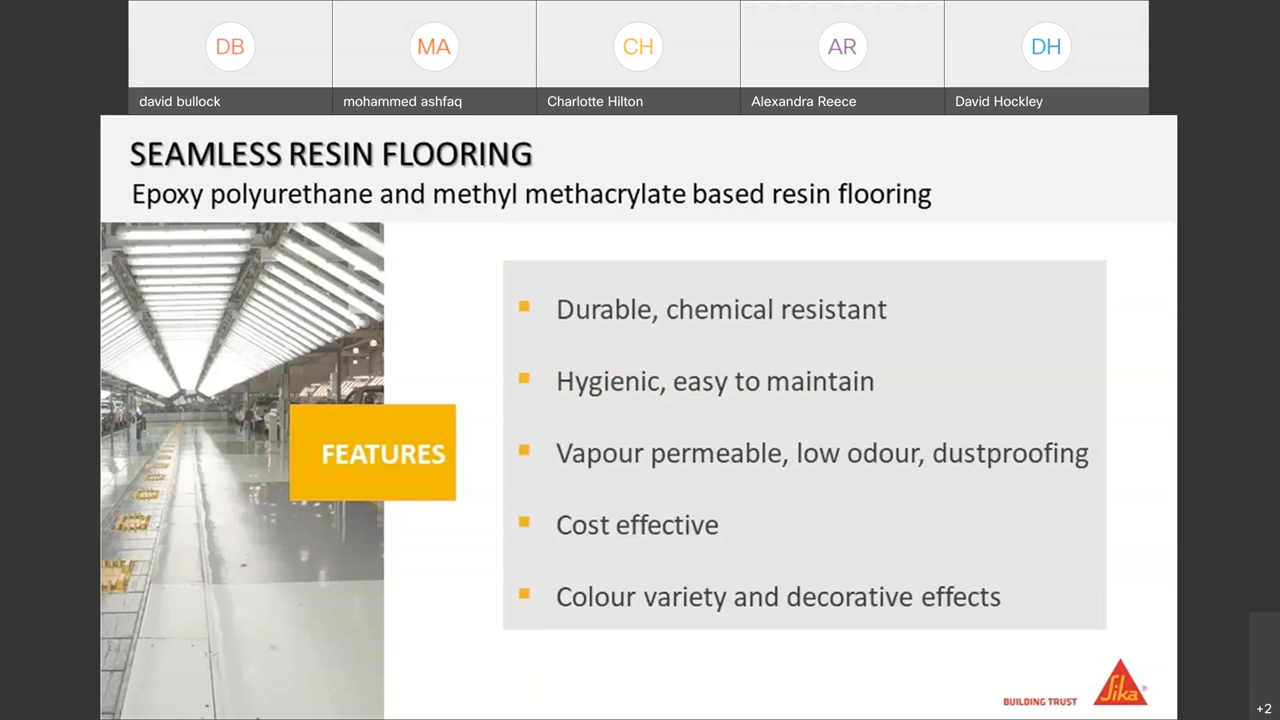 DB
MA
CH
AR
DH
david bullock
mohammed ashfaq
Charlotte Hilton
Alexandra Reece
David Hockley
SEAMLESS RESIN FLOORING
Epoxy polyurethane and methyl methacrylate based resin flooring
FEATURES
Durable, chemical resistant
Hygienic, easy to maintain
Vapour permeable, low odour, dustproofing
Cost effective
Colour variety and decorative effects
BUILDING TRUST
Sika®
+2